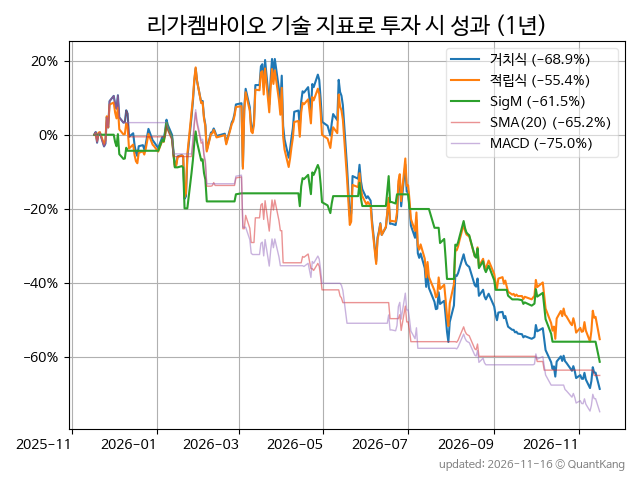 리가켐바이오 기술 지표로 투자 시 성과 (1년)
거치식 (−68.9%)
적립식 (−55.4%)
SigM (−61.5%)
SMA(20) (−65.2%)
MACD (−75.0%)
20%
0%
−20%
−40%
−60%
2025−11
2026−01
2026−03
2026−05
2026−07
2026−09
2026−11
updated: 2026-11-16 ⓒ QuantKang